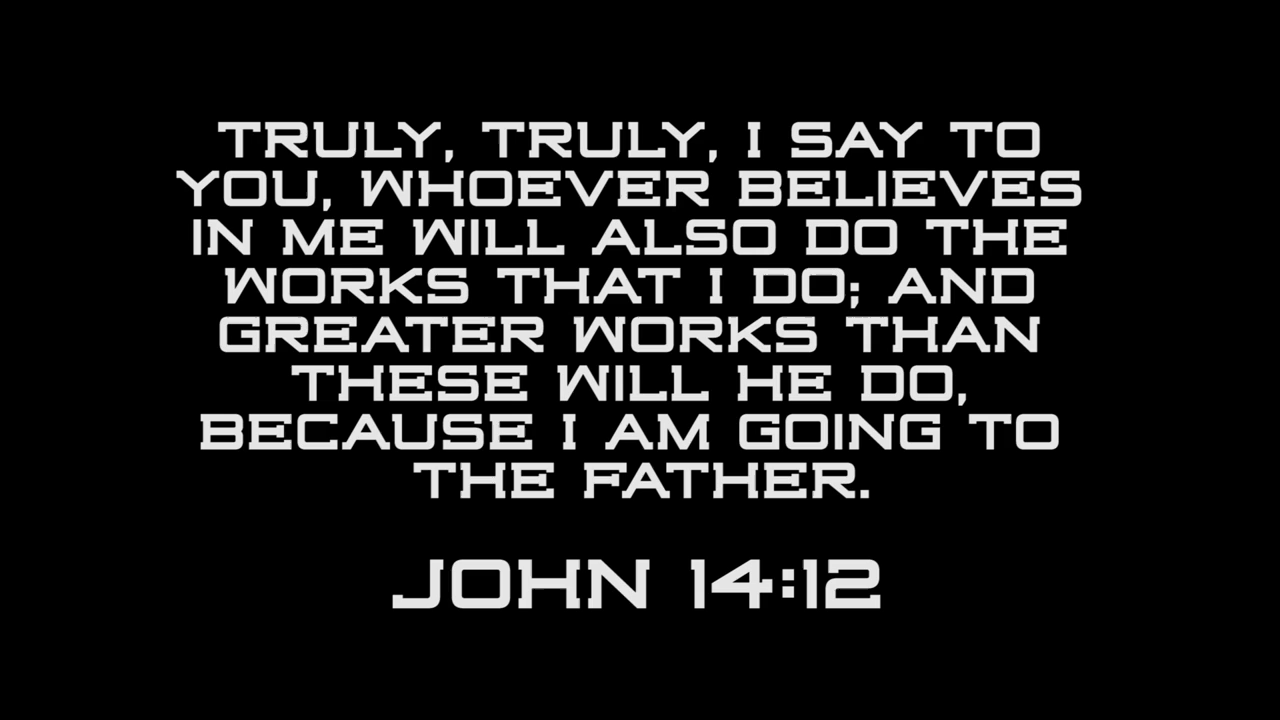 TRULY, TRULY, I SAY TO
YOU, WHOEVER BELIEVES
IN ME WILL ALSO DO THE
WORKS THAT I DO; AND
GREATER WORKS THAN
THESE WILL HE DO,
BECAUSE I AM GOING TO
THE FATHER.
JOHN 14:12